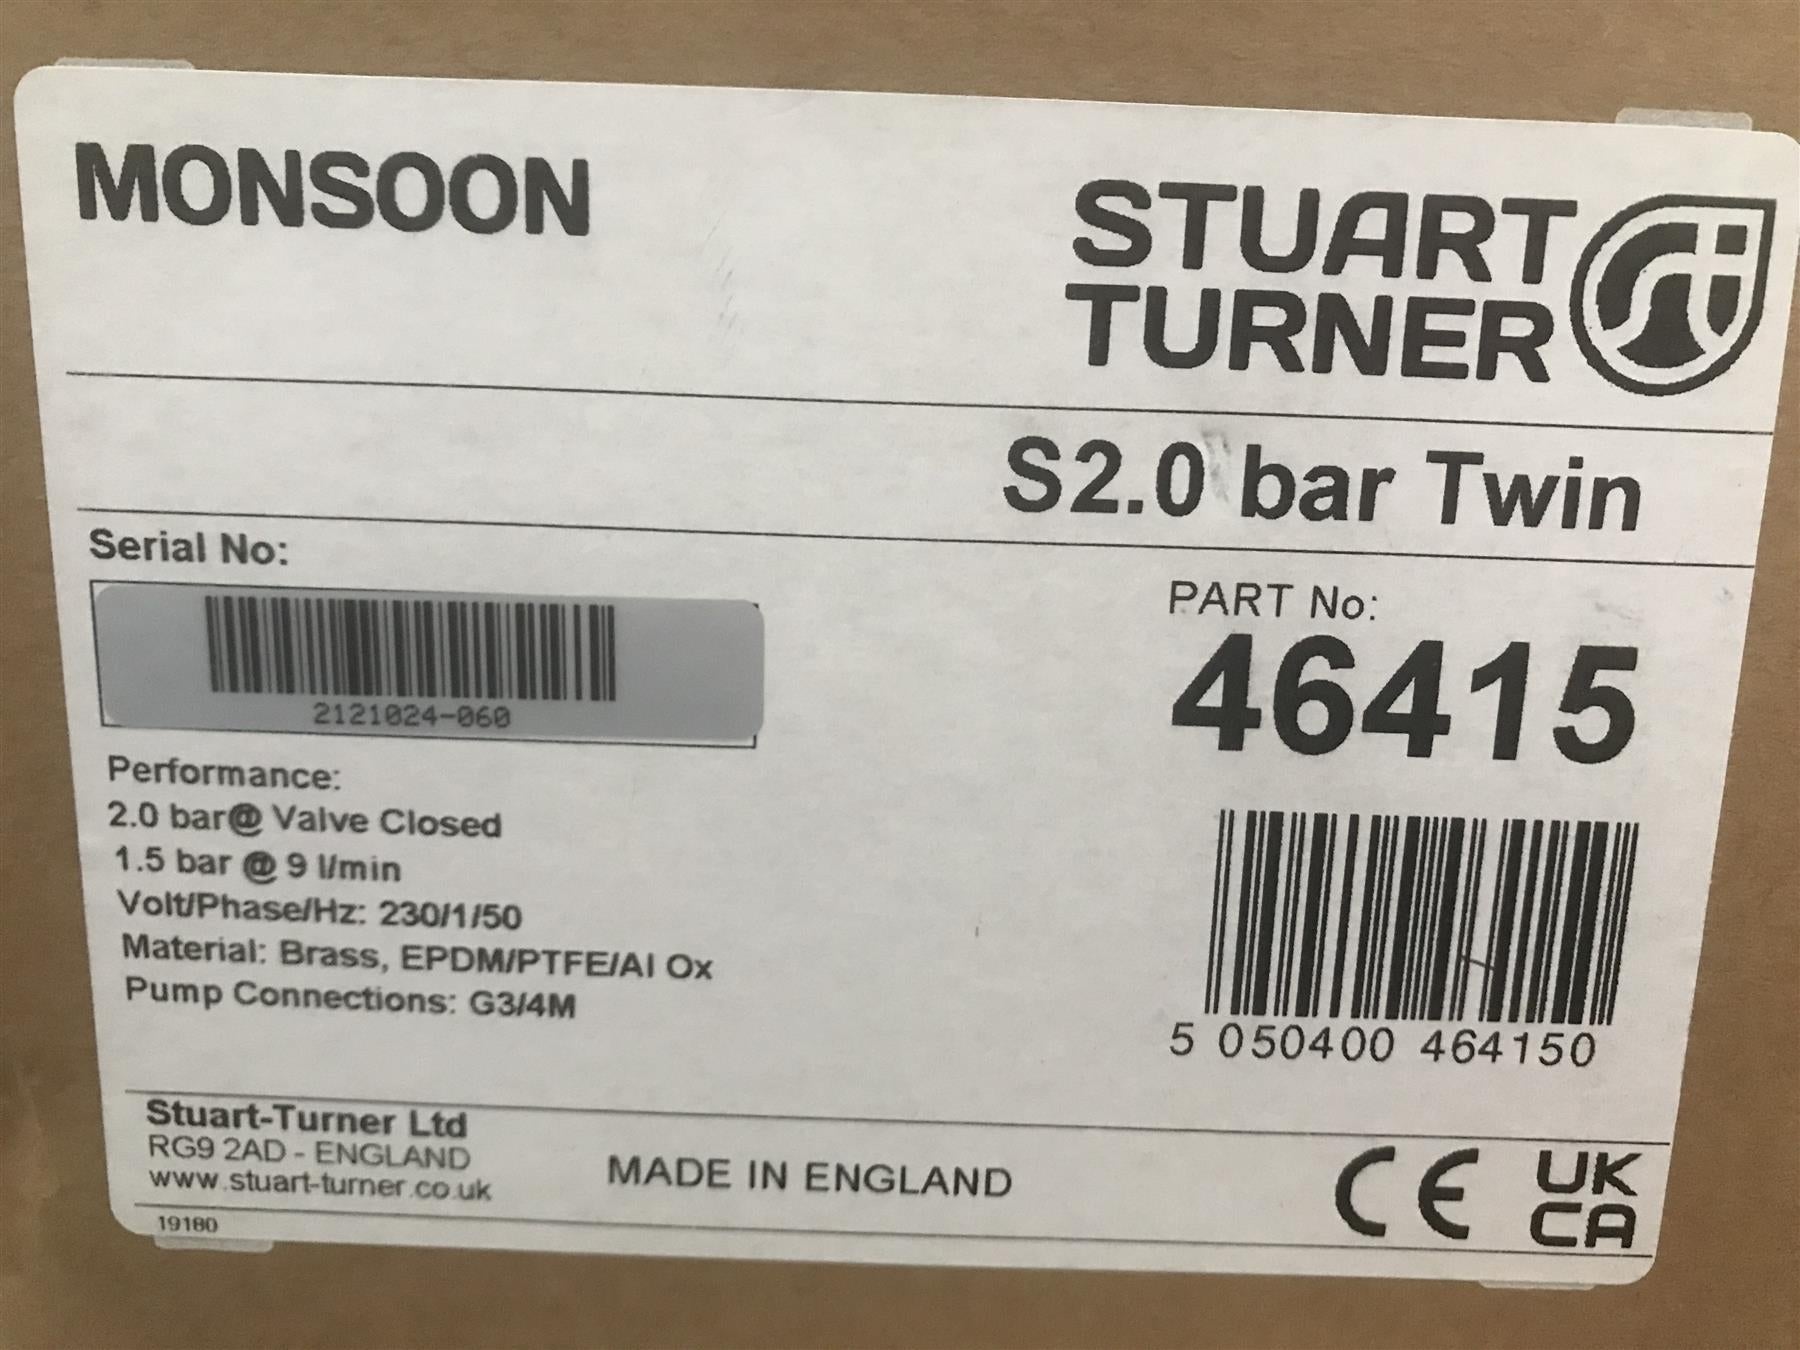 MONSOON
STUART
TURNER
S2.0 bar Twin
Serial No:
2121024-060
PART No:
46415
Performance:
2.0 bar@ Valve Closed
1.5 bar @ 9 l/min
Volt/Phase/Hz: 230/1/50
Material: Brass, EPDM/PTFE/Al Ox
Pump Connections: G3/4M
5 050400 464150
Stuart-Turner Ltd
RG9 2AD - ENGLAND
www.stuart-turner.co.uk
MADE IN ENGLAND
CE
UK
CA
19180